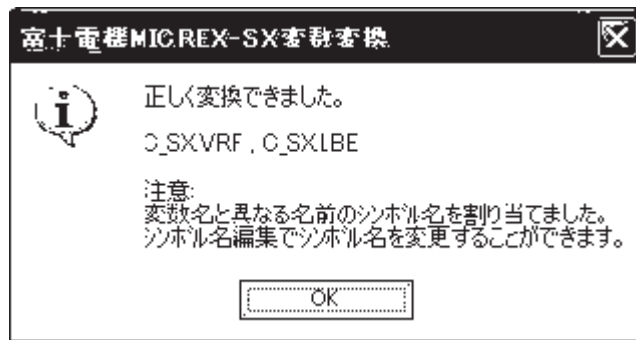 富士電機MICREX-SX変数変換
正しく変換できました。
C_SX.VRF , C_SX.LBE
注意:
変数名と異なる名前のシンボル名を割り当てました。
シンボル名編集でシンボル名を変更することができます。
OK